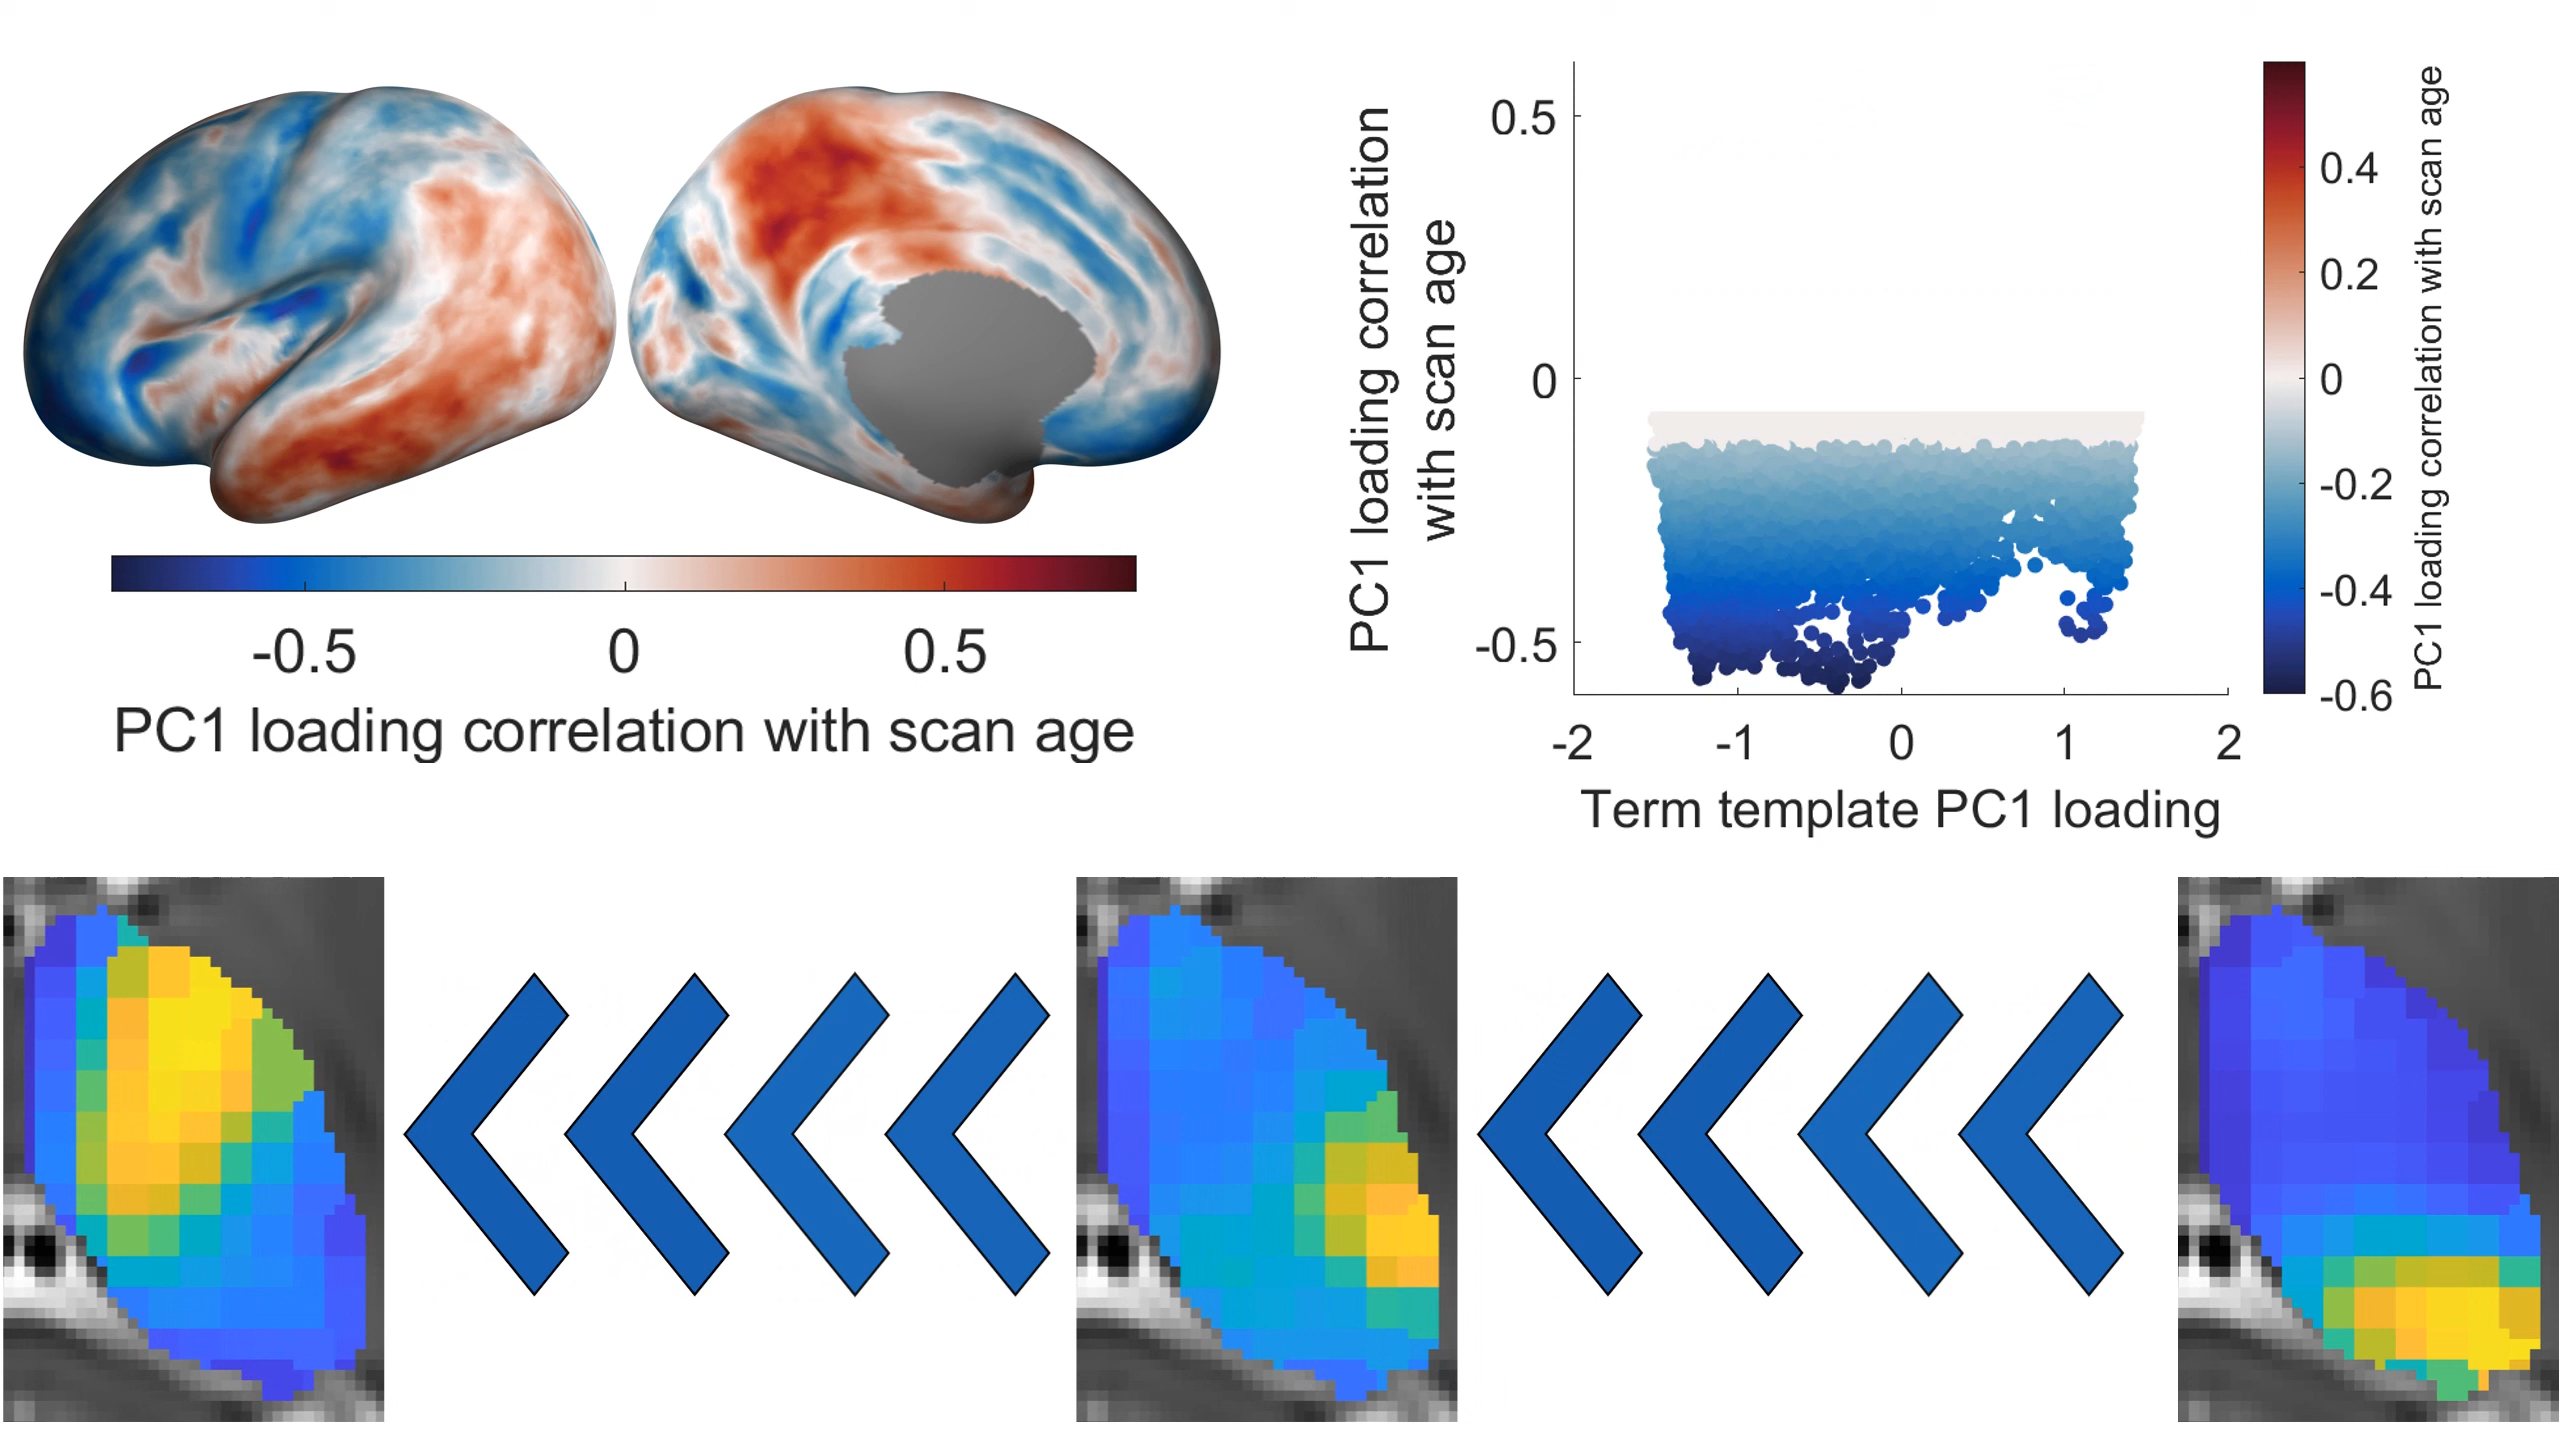 -0.5 0 0.5
PC1 loading correlation with scan age
PC1 loading correlation
with scan age
0.5
0
-0.5
-2 -1 0 1 2
Term template PC1 loading
0.4
0.2
0
-0.2
-0.4
-0.6
PC1 loading correlation with scan age